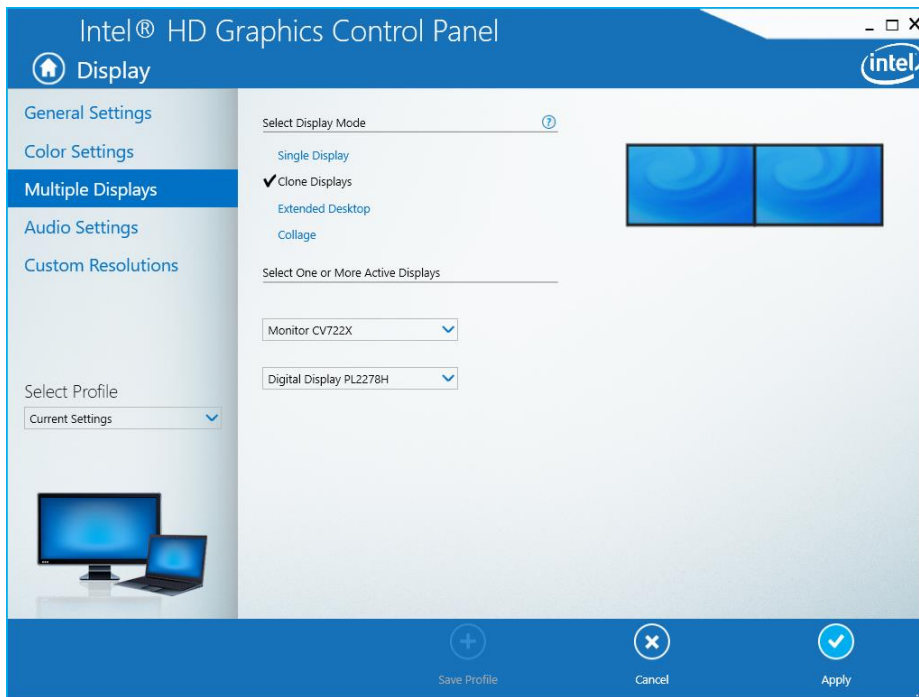 Intel® HD Graphics Control Panel
Display
intel
General Settings
Color Settings
Multiple Displays
Audio Settings
Custom Resolutions
Select Profile
Current Settings
Select Display Mode
?
Single Display
Clone Displays
Extended Desktop
Collage
Select One or More Active Displays
Monitor CV722X
Digital Display PL2278H
Save Profile
Cancel
Apply